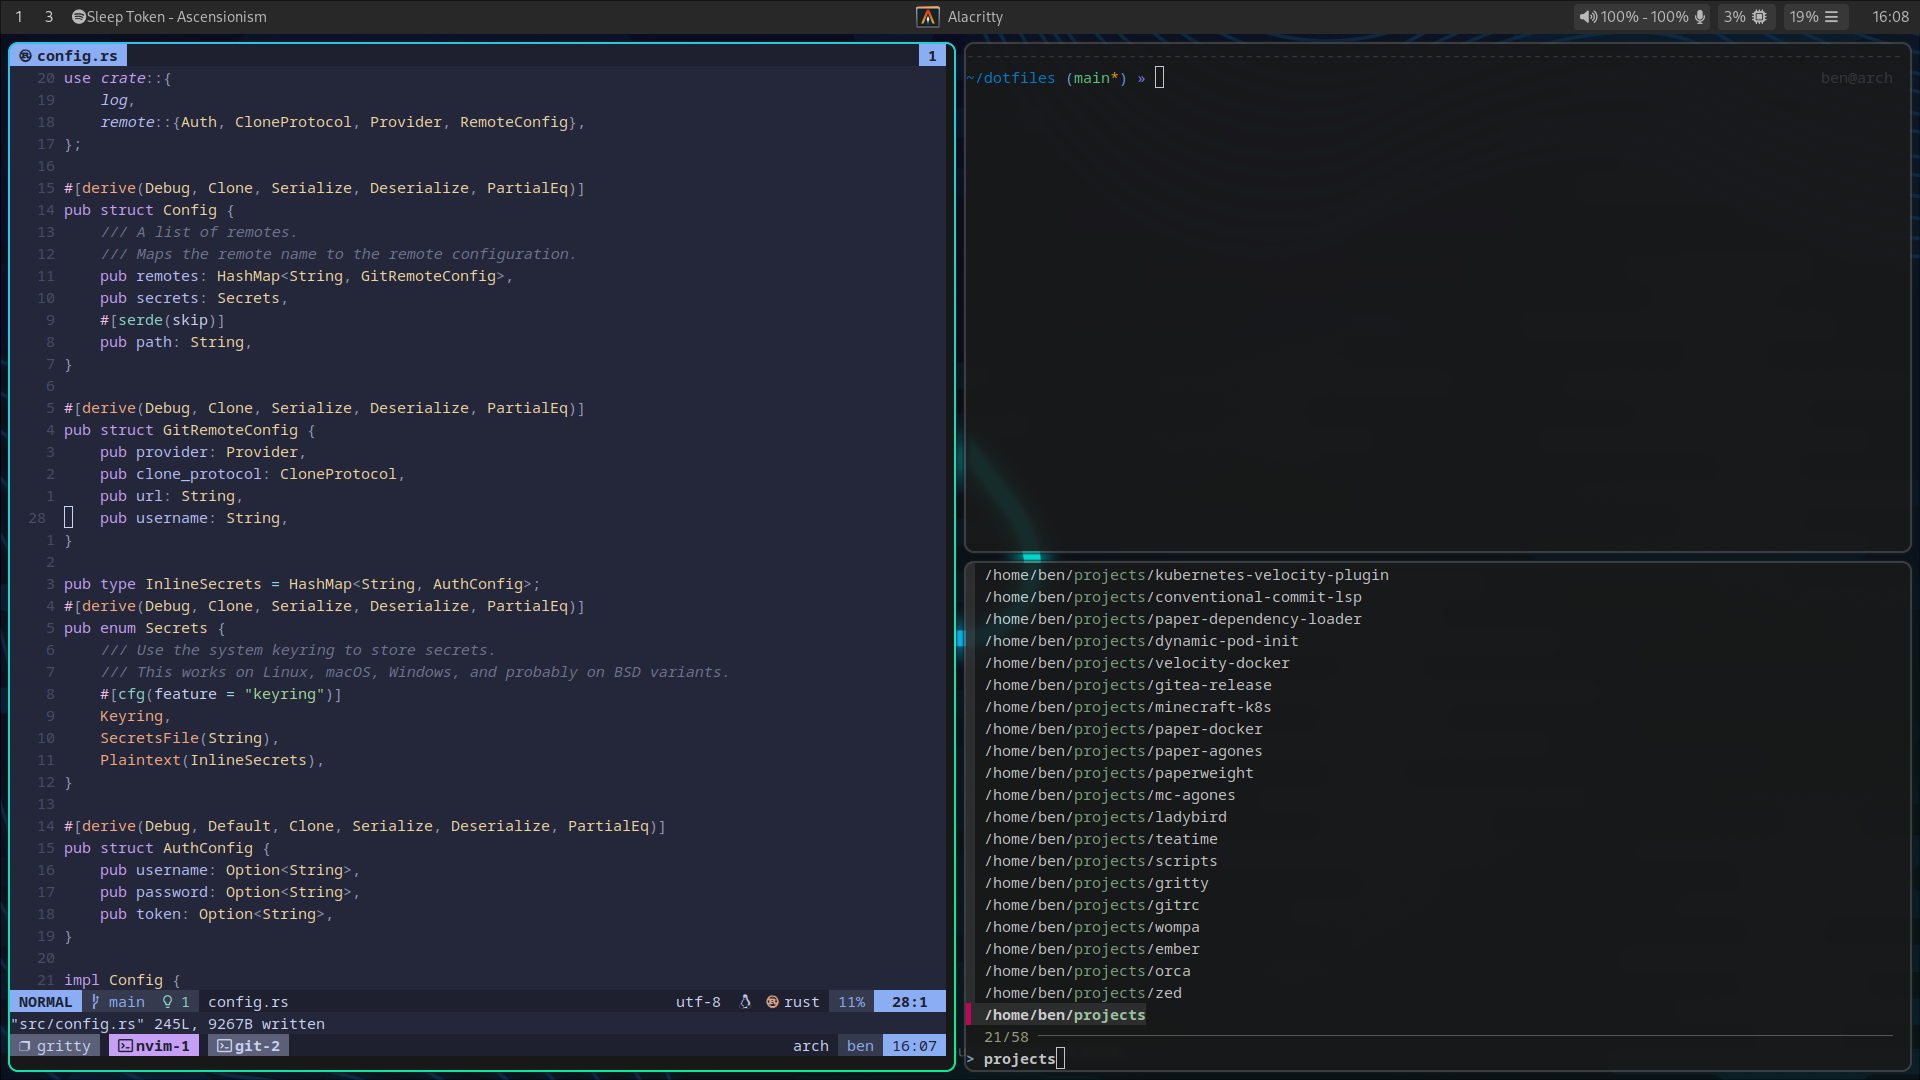 1 3 Sleep Token - Ascensionism Alacritty 100% - 100% 3% 19% 16:08
config.rs 1
20 use crate::{
19 log,
18 remote::{Auth, CloneProtocol, Provider, RemoteConfig},
17 };
16
15 #[derive(Debug, Clone, Serialize, Deserialize, PartialEq)]
14 pub struct Config {
13 /// A list of remotes.
12 /// Maps the remote name to the remote configuration.
11 pub remotes: HashMap<String, GitRemoteConfig>,
10 pub secrets: Secrets,
9 #[serde(skip)]
8 pub path: String,
7 }
6
5 #[derive(Debug, Clone, Serialize, Deserialize, PartialEq)]
4 pub struct GitRemoteConfig {
3 pub provider: Provider,
2 pub clone_protocol: CloneProtocol,
1 pub url: String,
28 pub username: String,
1 }
2
3 pub type InlineSecrets = HashMap<String, AuthConfig>;
4 #[derive(Debug, Clone, Serialize, Deserialize, PartialEq)]
5 pub enum Secrets {
6 /// Use the system keyring to store secrets.
7 /// This works on Linux, macOS, Windows, and probably on BSD variants.
8 #[cfg(feature = "keyring")]
9 Keyring,
10 SecretsFile(String),
11 Plaintext(InlineSecrets),
12 }
13
14 #[derive(Debug, Default, Clone, Serialize, Deserialize, PartialEq)]
15 pub struct AuthConfig {
16 pub username: Option<String>,
17 pub password: Option<String>,
18 pub token: Option<String>,
19 }
20
21 impl Config {
NORMAL main 1 config.rs utf-8 rust 11% 28:1
"src/config.rs" 245L, 9267B written
gritty nvim-1 git-2 arch ben 16:07
~/dotfiles (main*) » ben@arch
/home/ben/projects/kubernetes-velocity-plugin
/home/ben/projects/conventional-commit-lsp
/home/ben/projects/paper-dependency-loader
/home/ben/projects/dynamic-pod-init
/home/ben/projects/velocity-docker
/home/ben/projects/gitea-release
/home/ben/projects/minecraft-k8s
/home/ben/projects/paper-docker
/home/ben/projects/paper-agones
/home/ben/projects/paperweight
/home/ben/projects/mc-agones
/home/ben/projects/ladybird
/home/ben/projects/teatime
/home/ben/projects/scripts
/home/ben/projects/gritty
/home/ben/projects/gitrc
/home/ben/projects/wompa
/home/ben/projects/ember
/home/ben/projects/orca
/home/ben/projects/zed
/home/ben/projects
21/58
> projects